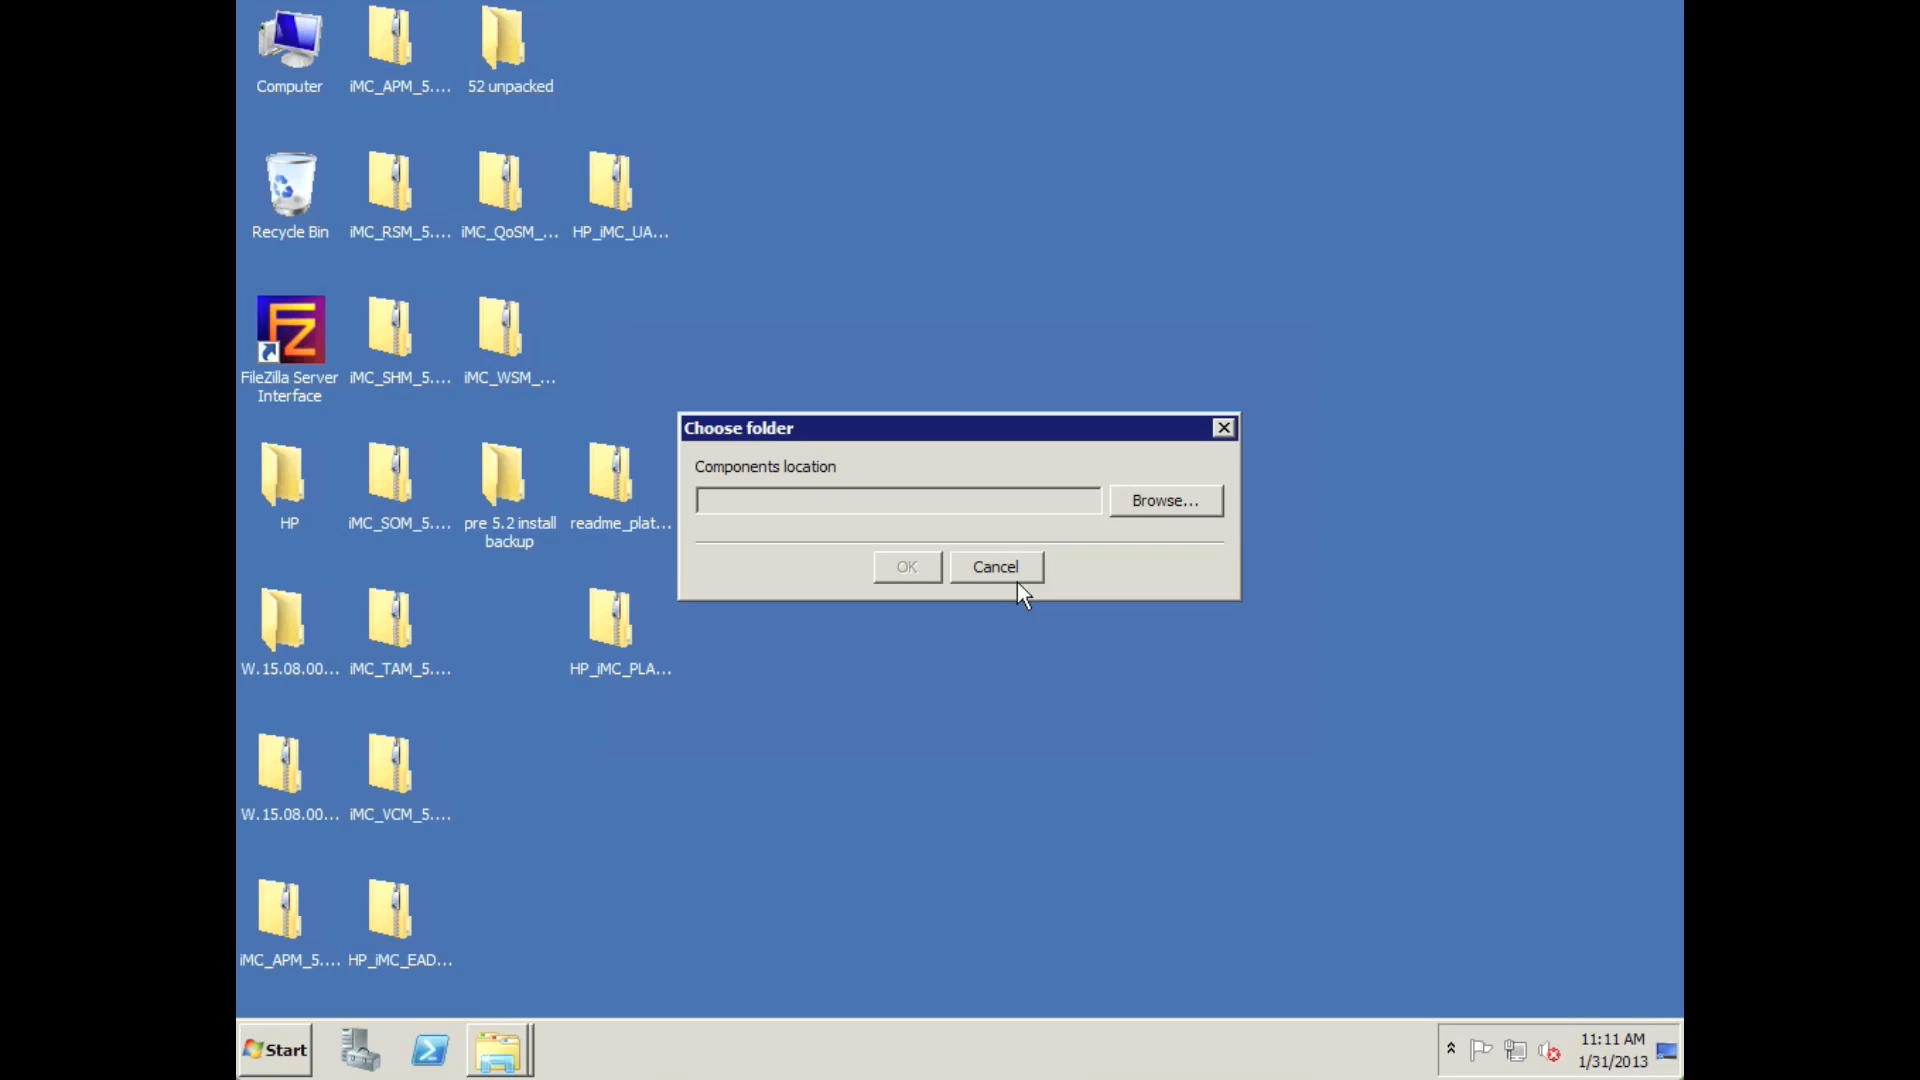 Computer
iMC_APM_5....
52 unpacked
Recycle Bin
iMC_RSM_5....
iMC_QoSM_...
HP_iMC_UA...
FileZilla Server
Interface
iMC_SHM_5....
iMC_WSM_...
HP
iMC_SOM_5....
pre 5.2 install
backup
readme_plat...
W.15.08.00...
iMC_TAM_5....
HP_iMC_PLA...
W.15.08.00...
iMC_VCM_5....
iMC_APM_5....
HP_iMC_EAD...
Choose folder
Components location
Browse...
OK
Cancel
Start
11:11 AM
1/31/2013